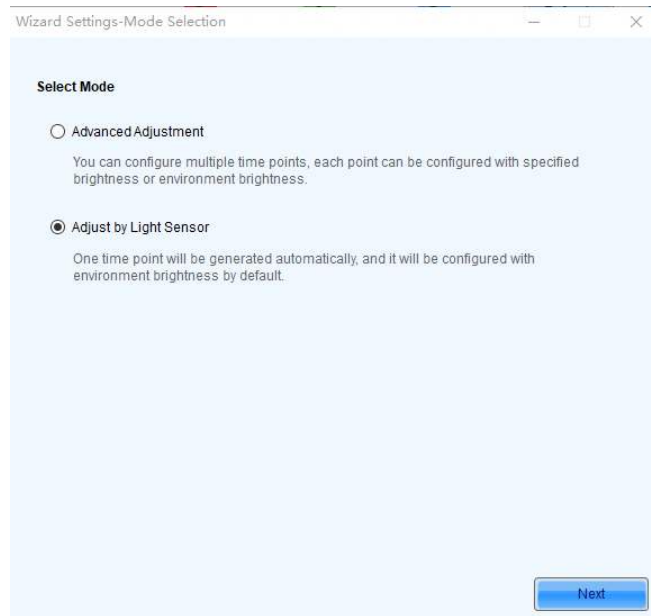 Wizard Settings-Mode Selection
Select Mode
Advanced Adjustment
You can configure multiple time points, each point can be configured with specified
brightness or environment brightness.
Adjust by Light Sensor
One time point will be generated automatically, and it will be configured with
environment brightness by default.
Next